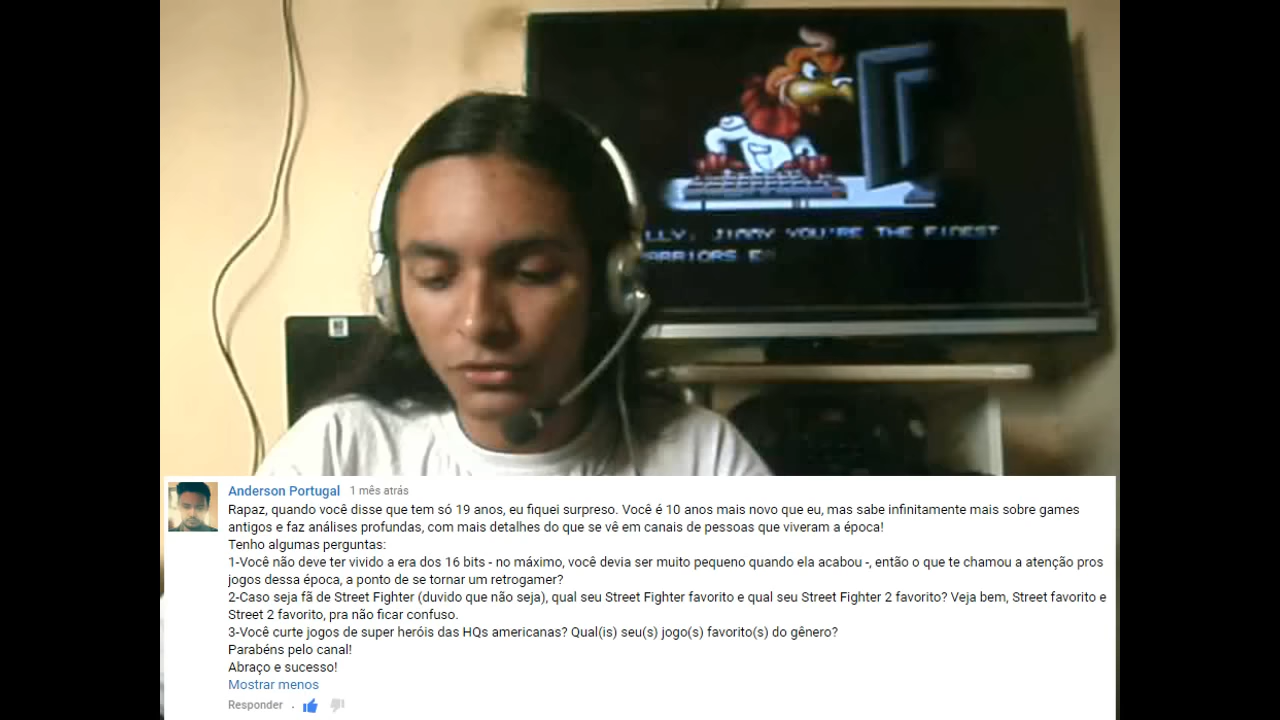 LLY, JIMMY YOU'RE THE FINEST
ARRIORS E
Anderson Portugal 1 mês atrás
Rapaz, quando você disse que tem só 19 anos, eu fiquei surpreso. Você é 10 anos mais novo que eu, mas sabe infinitamente mais sobre games
antigos e faz análises profundas, com mais detalhes do que se vê em canais de pessoas que viveram a época!
Tenho algumas perguntas:
1-Você não deve ter vivido a era dos 16 bits - no máximo, você devia ser muito pequeno quando ela acabou -, então o que te chamou a atenção pros
jogos dessa época, a ponto de se tornar um retrogamer?
2-Caso seja fã de Street Fighter (duvido que não seja), qual seu Street Fighter favorito e qual seu Street Fighter 2 favorito? Veja bem, Street favorito e
Street 2 favorito, pra não ficar confuso.
3-Você curte jogos de super heróis das HQs americanas? Qual(is) seu(s) jogo(s) favorito(s) do gênero?
Parabéns pelo canal!
Abraço e sucesso!
Mostrar menos
Responder .